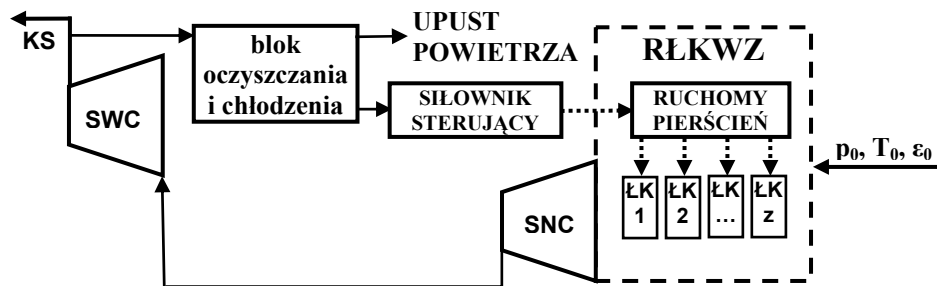 KS
UPUST
POWIETRZA
blok
oczyszczania
i chłodzenia
RŁKWZ
SIŁOWNIK
STERUJĄCY
RUCHOMY
PIERŚCIEŃ
SWC
p₀, T₀, ε₀
ŁK
1
ŁK
2
ŁK
...
ŁK
z
SNC